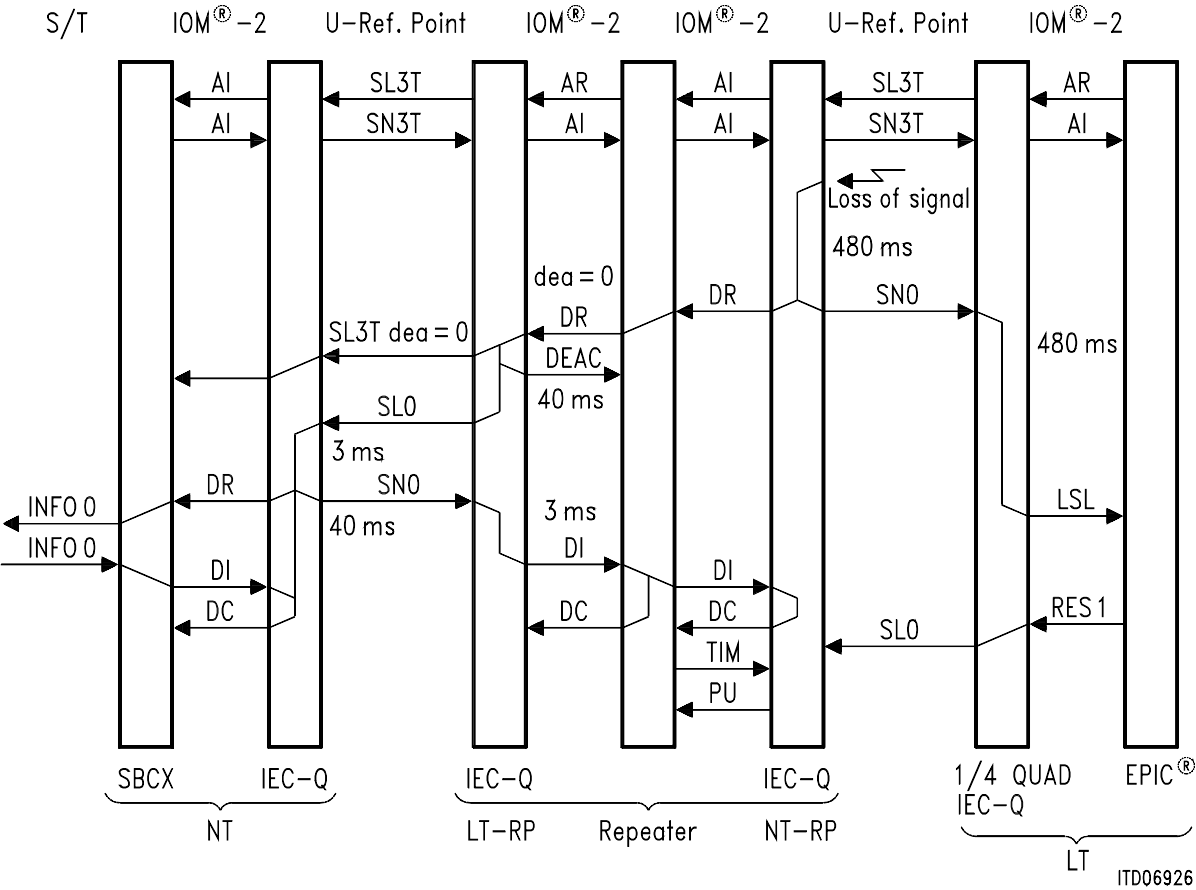 S/T IOM®-2 U-Ref. Point IOM®-2 IOM®-2 U-Ref. Point IOM®-2
AI SL3T AR AI SL3T AR
AI SN3T AI AI SN3T AI
Loss of signal
480 ms
dea = 0
DR SN0
DR
SL3T dea = 0
480 ms
DEAC
40 ms
SL0
3 ms
DR SN0
LSL
INFO 0
40 ms
3 ms
INFO 0
DI
DI DI
DC DC DC
RES 1
SL0
TIM
PU
SBCX IEC-Q IEC-Q IEC-Q 1/4 QUAD EPIC®
IEC-Q
NT LT-RP Repeater NT-RP
LT
ITD06926